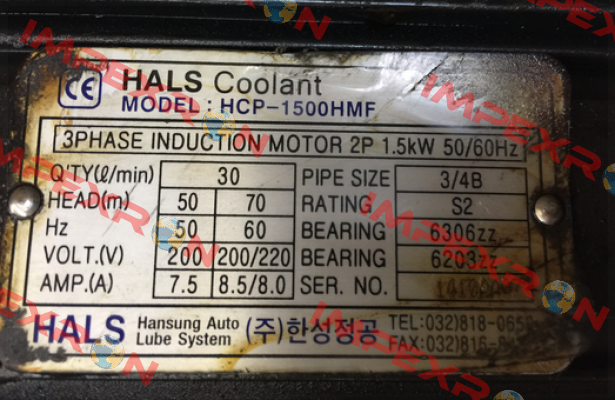 IMPEXRON
CE HALS Coolant
MODEL : HCP-1500HMF
3PHASE INDUCTION MOTOR 2P 1.5kW 50/60Hz
Q'TY(ℓ/min) 30 PIPE SIZE 3/4B
HEAD(m) 50 70 RATING S2
Hz 50 60 BEARING 6306zz
VOLT.(V) 200 200/220 BEARING 6203zz
AMP.(A) 7.5 8.5/8.0 SER. NO.
HALS Hansung Auto Lube System (주)한성정공
TEL:032)818-065
FAX:032)816-